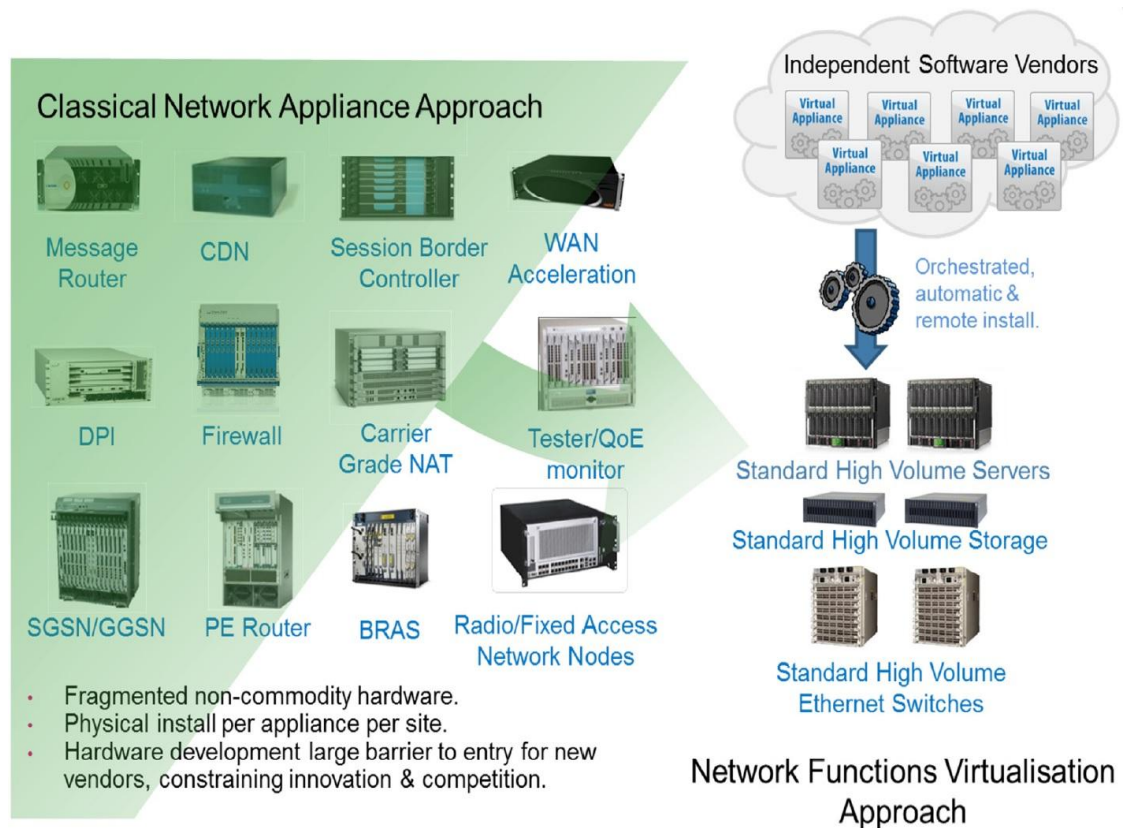 Classical Network Appliance Approach
Message
Router
CDN
Session Border
Controller
WAN
Acceleration
DPI
Firewall
Carrier
Grade NAT
Tester/QoE
monitor
SGSN/GGSN
PE Router
BRAS
Radio/Fixed Access
Network Nodes
• Fragmented non-commodity hardware.
• Physical install per appliance per site.
• Hardware development large barrier to entry for new
vendors, constraining innovation & competition.
Independent Software Vendors
Virtual
Appliance
Virtual
Appliance
Virtual
Appliance
Virtual
Appliance
Virtual
Appliance
Virtual
Appliance
Virtual
Appliance
Orchestrated,
automatic &
remote install.
Standard High Volume Servers
Standard High Volume Storage
Standard High Volume
Ethernet Switches
Network Functions Virtualisation
Approach